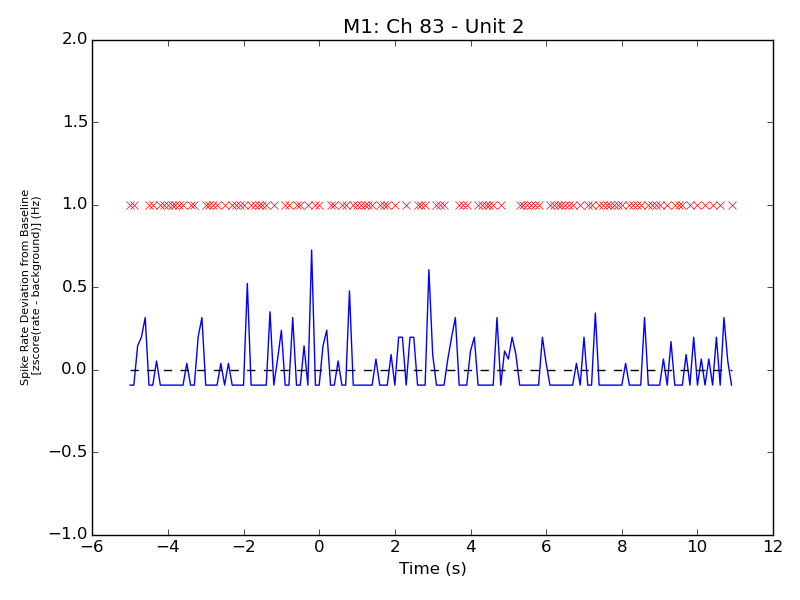 M1: Ch 83 - Unit 2
2.0
1.5
1.0
0.5
0.0
−0.5
−1.0
Spike Rate Deviation from Baseline
[zscore(rate - background)] (Hz)
−6 −4 −2 0 2 4 6 8 10 12
Time (s)